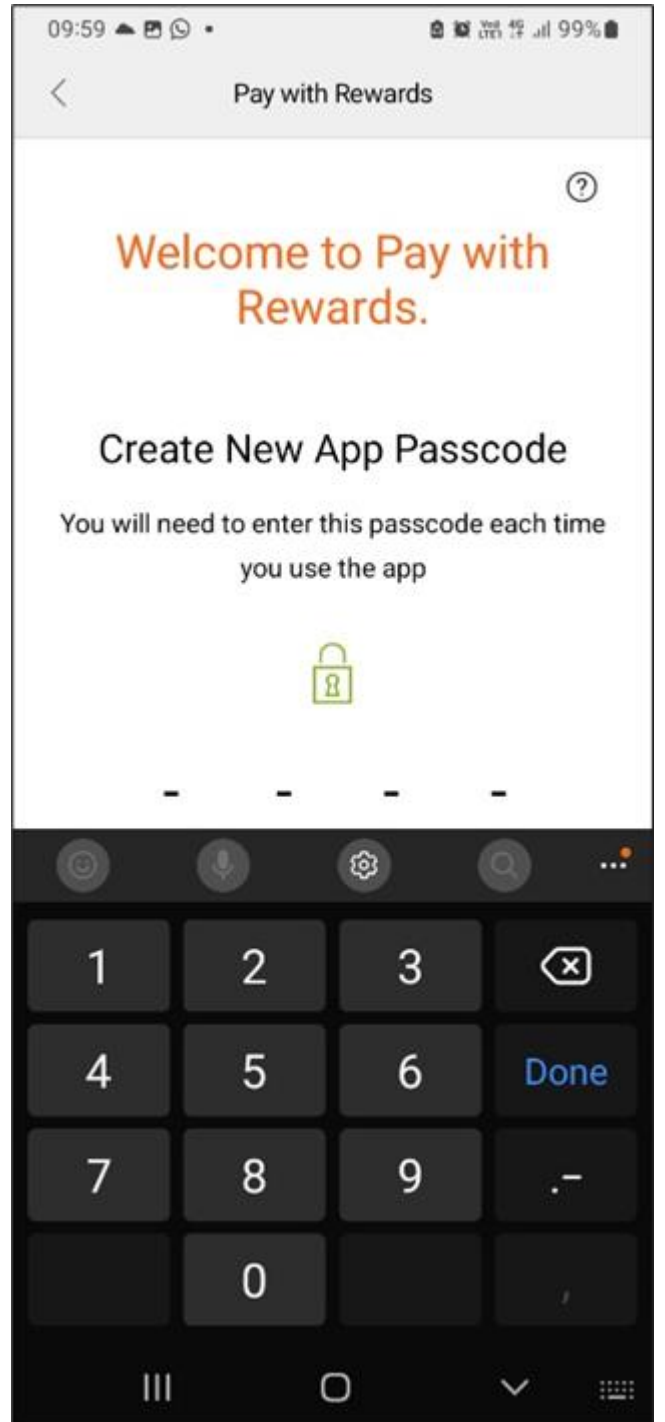 09:59 VoLTE1 4G 99%
Pay with Rewards
?
Welcome to Pay with
Rewards.
Create New App Passcode
You will need to enter this passcode each time
you use the app
- - - -
1 2 3
4 5 6 Done
7 8 9 .-
0 ,